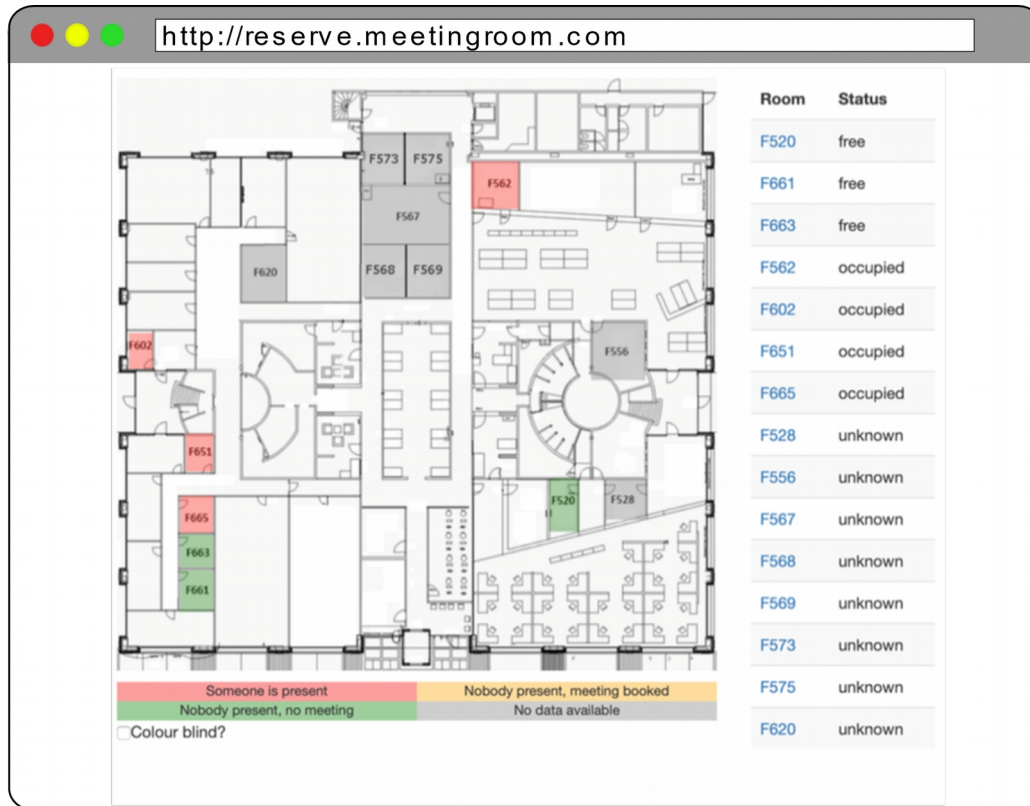 http://reserve.meetingroom.com
F573 F575
F562
F567
F620
F568 F569
F602
F556
F651
F520
F528
F665
F663
F661
Someone is present
Nobody present, meeting booked
Nobody present, no meeting
No data available
Colour blind?
Room Status
F520 free
F661 free
F663 free
F562 occupied
F602 occupied
F651 occupied
F665 occupied
F528 unknown
F556 unknown
F567 unknown
F568 unknown
F569 unknown
F573 unknown
F575 unknown
F620 unknown